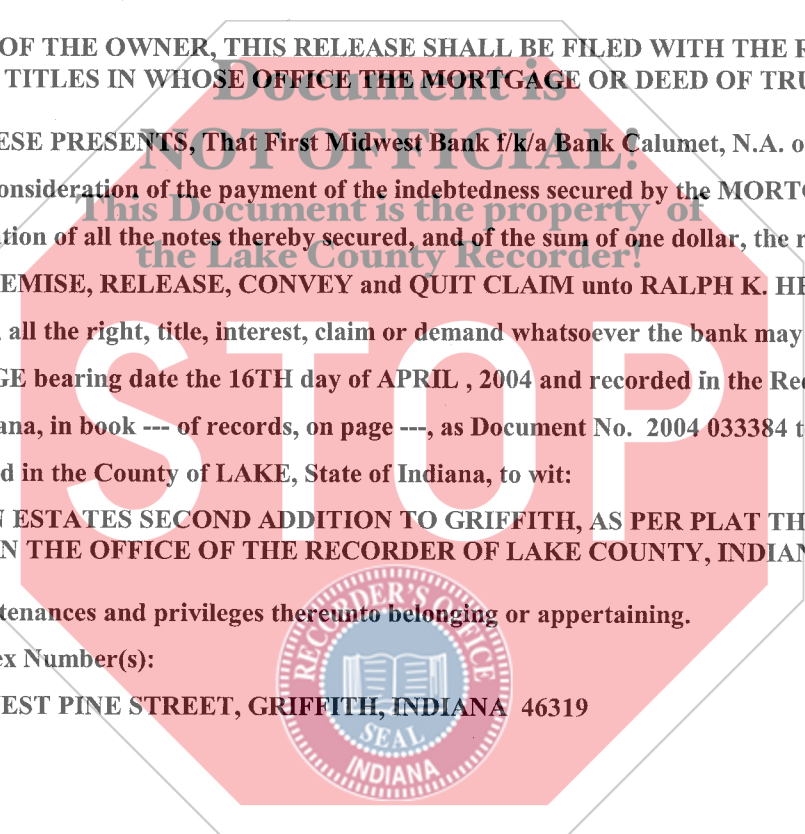 OF THE OWNER, THIS RELEASE SHALL BE FILED WITH THE R
TITLES IN WHOSE OFFICE THE MORTGAGE OR DEED OF TRU
Document is
ESE PRESENTS, That First Midwest Bank f/k/a Bank Calumet, N.A. o
NOT OFFICIAL!
onsideration of the payment of the indebtedness secured by the MORTG
This Document is the property of
tion of all the notes thereby secured, and of the sum of one dollar, the r
the Lake County Recorder!
EMISE, RELEASE, CONVEY and QUIT CLAIM unto RALPH K. HE
, all the right, title, interest, claim or demand whatsoever the bank may
GE bearing date the 16TH day of APRIL , 2004 and recorded in the Rec
STOP
ana, in book --- of records, on page ---, as Document No. 2004 033384 t
d in the County of LAKE, State of Indiana, to wit:
N ESTATES SECOND ADDITION TO GRIFFITH, AS PER PLAT TH
N THE OFFICE OF THE RECORDER OF LAKE COUNTY, INDIAN
tenances and privileges thereunto belonging or appertaining.
ex Number(s):
EST PINE STREET, GRIFFITH, INDIANA 46319
RECORDER'S OFFICE
SEAL
INDIANA